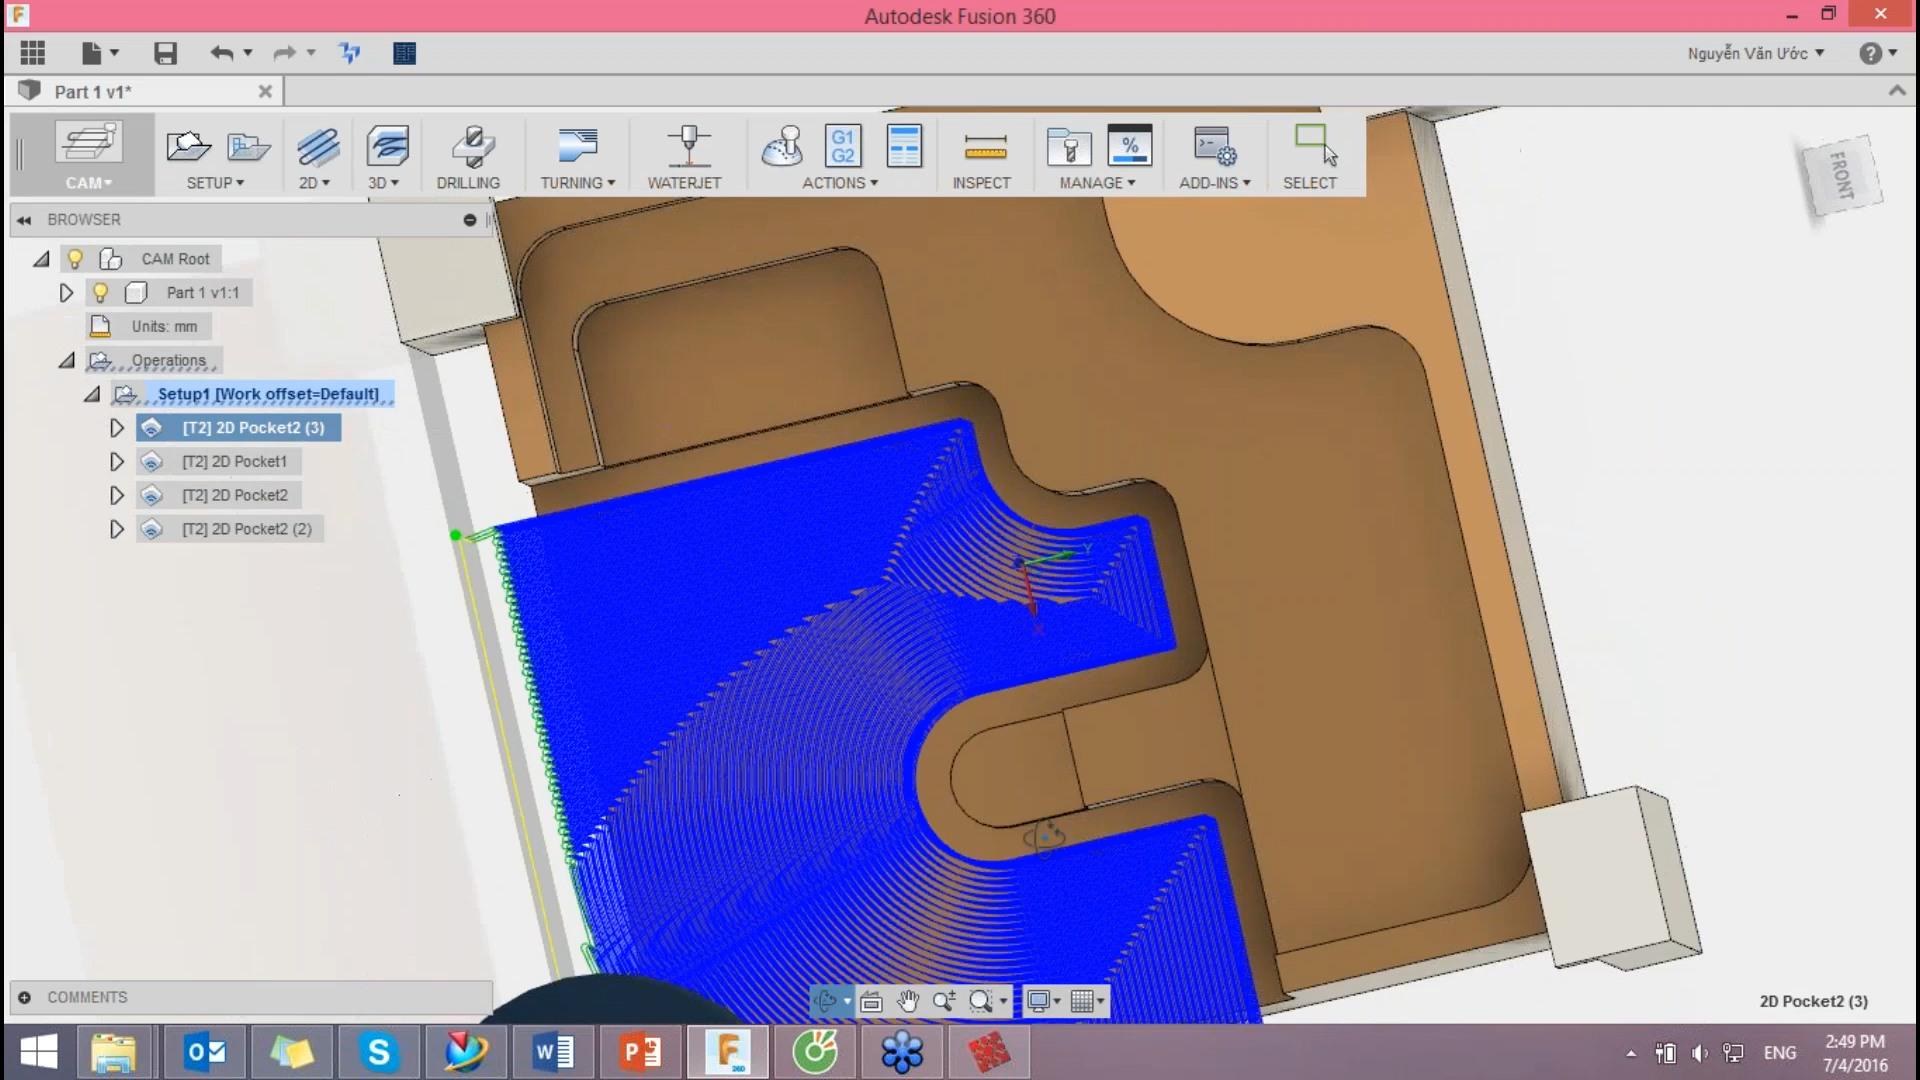 Autodesk Fusion 360
Nguyễn Văn Ước
Part 1 v1*
G1
G2
%
CAM
SETUP
2D
3D
DRILLING
TURNING
WATERJET
ACTIONS
INSPECT
MANAGE
ADD-INS
SELECT
FRONT
BROWSER
CAM Root
Part 1 v1:1
Units: mm
Operations
Setup1 [Work offset=Default]
[T2] 2D Pocket2 (3)
[T2] 2D Pocket1
[T2] 2D Pocket2
[T2] 2D Pocket2 (2)
Y
X
COMMENTS
2D Pocket2 (3)
ENG
2:49 PM
7/4/2016